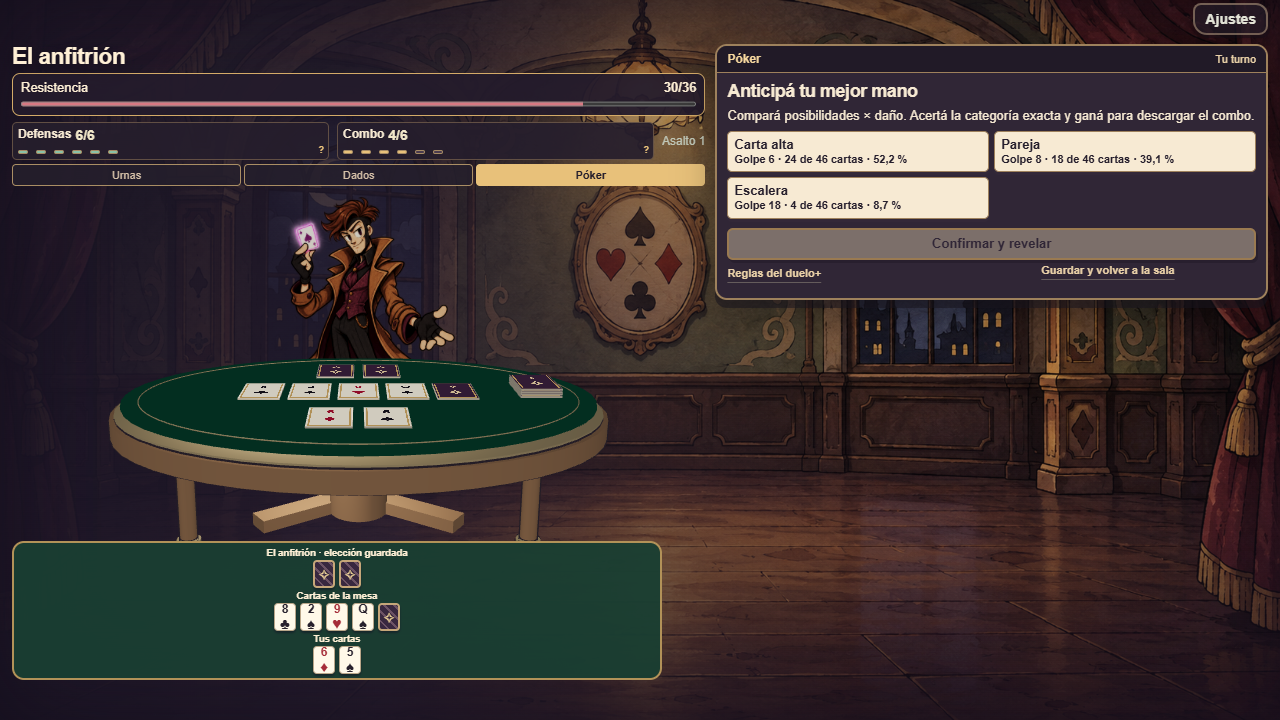 Ajustes
El anfitrión
Resistencia 30/36
Defensas 6/6 ?
Combo 4/6 ?
Asalto 1
Urnas
Dados
Póker
Póker Tu turno
Anticipá tu mejor mano
Compará posibilidades × daño. Acertá la categoría exacta y ganá para descargar el combo.
Carta alta
Golpe 6 · 24 de 46 cartas · 52,2 %
Pareja
Golpe 8 · 18 de 46 cartas · 39,1 %
Escalera
Golpe 18 · 4 de 46 cartas · 8,7 %
Confirmar y revelar
Reglas del duelo+
Guardar y volver a la sala
El anfitrión · elección guardada
Cartas de la mesa
8 2 9 Q
Tus cartas
6 5